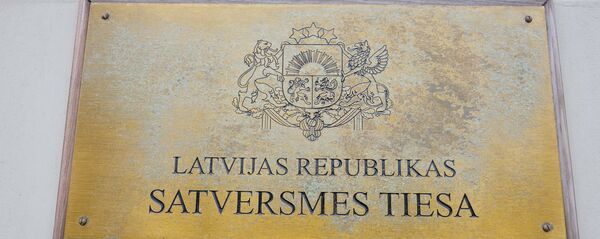 LATVIJAS REPUBLIKAS
SATVERSMES TIESA